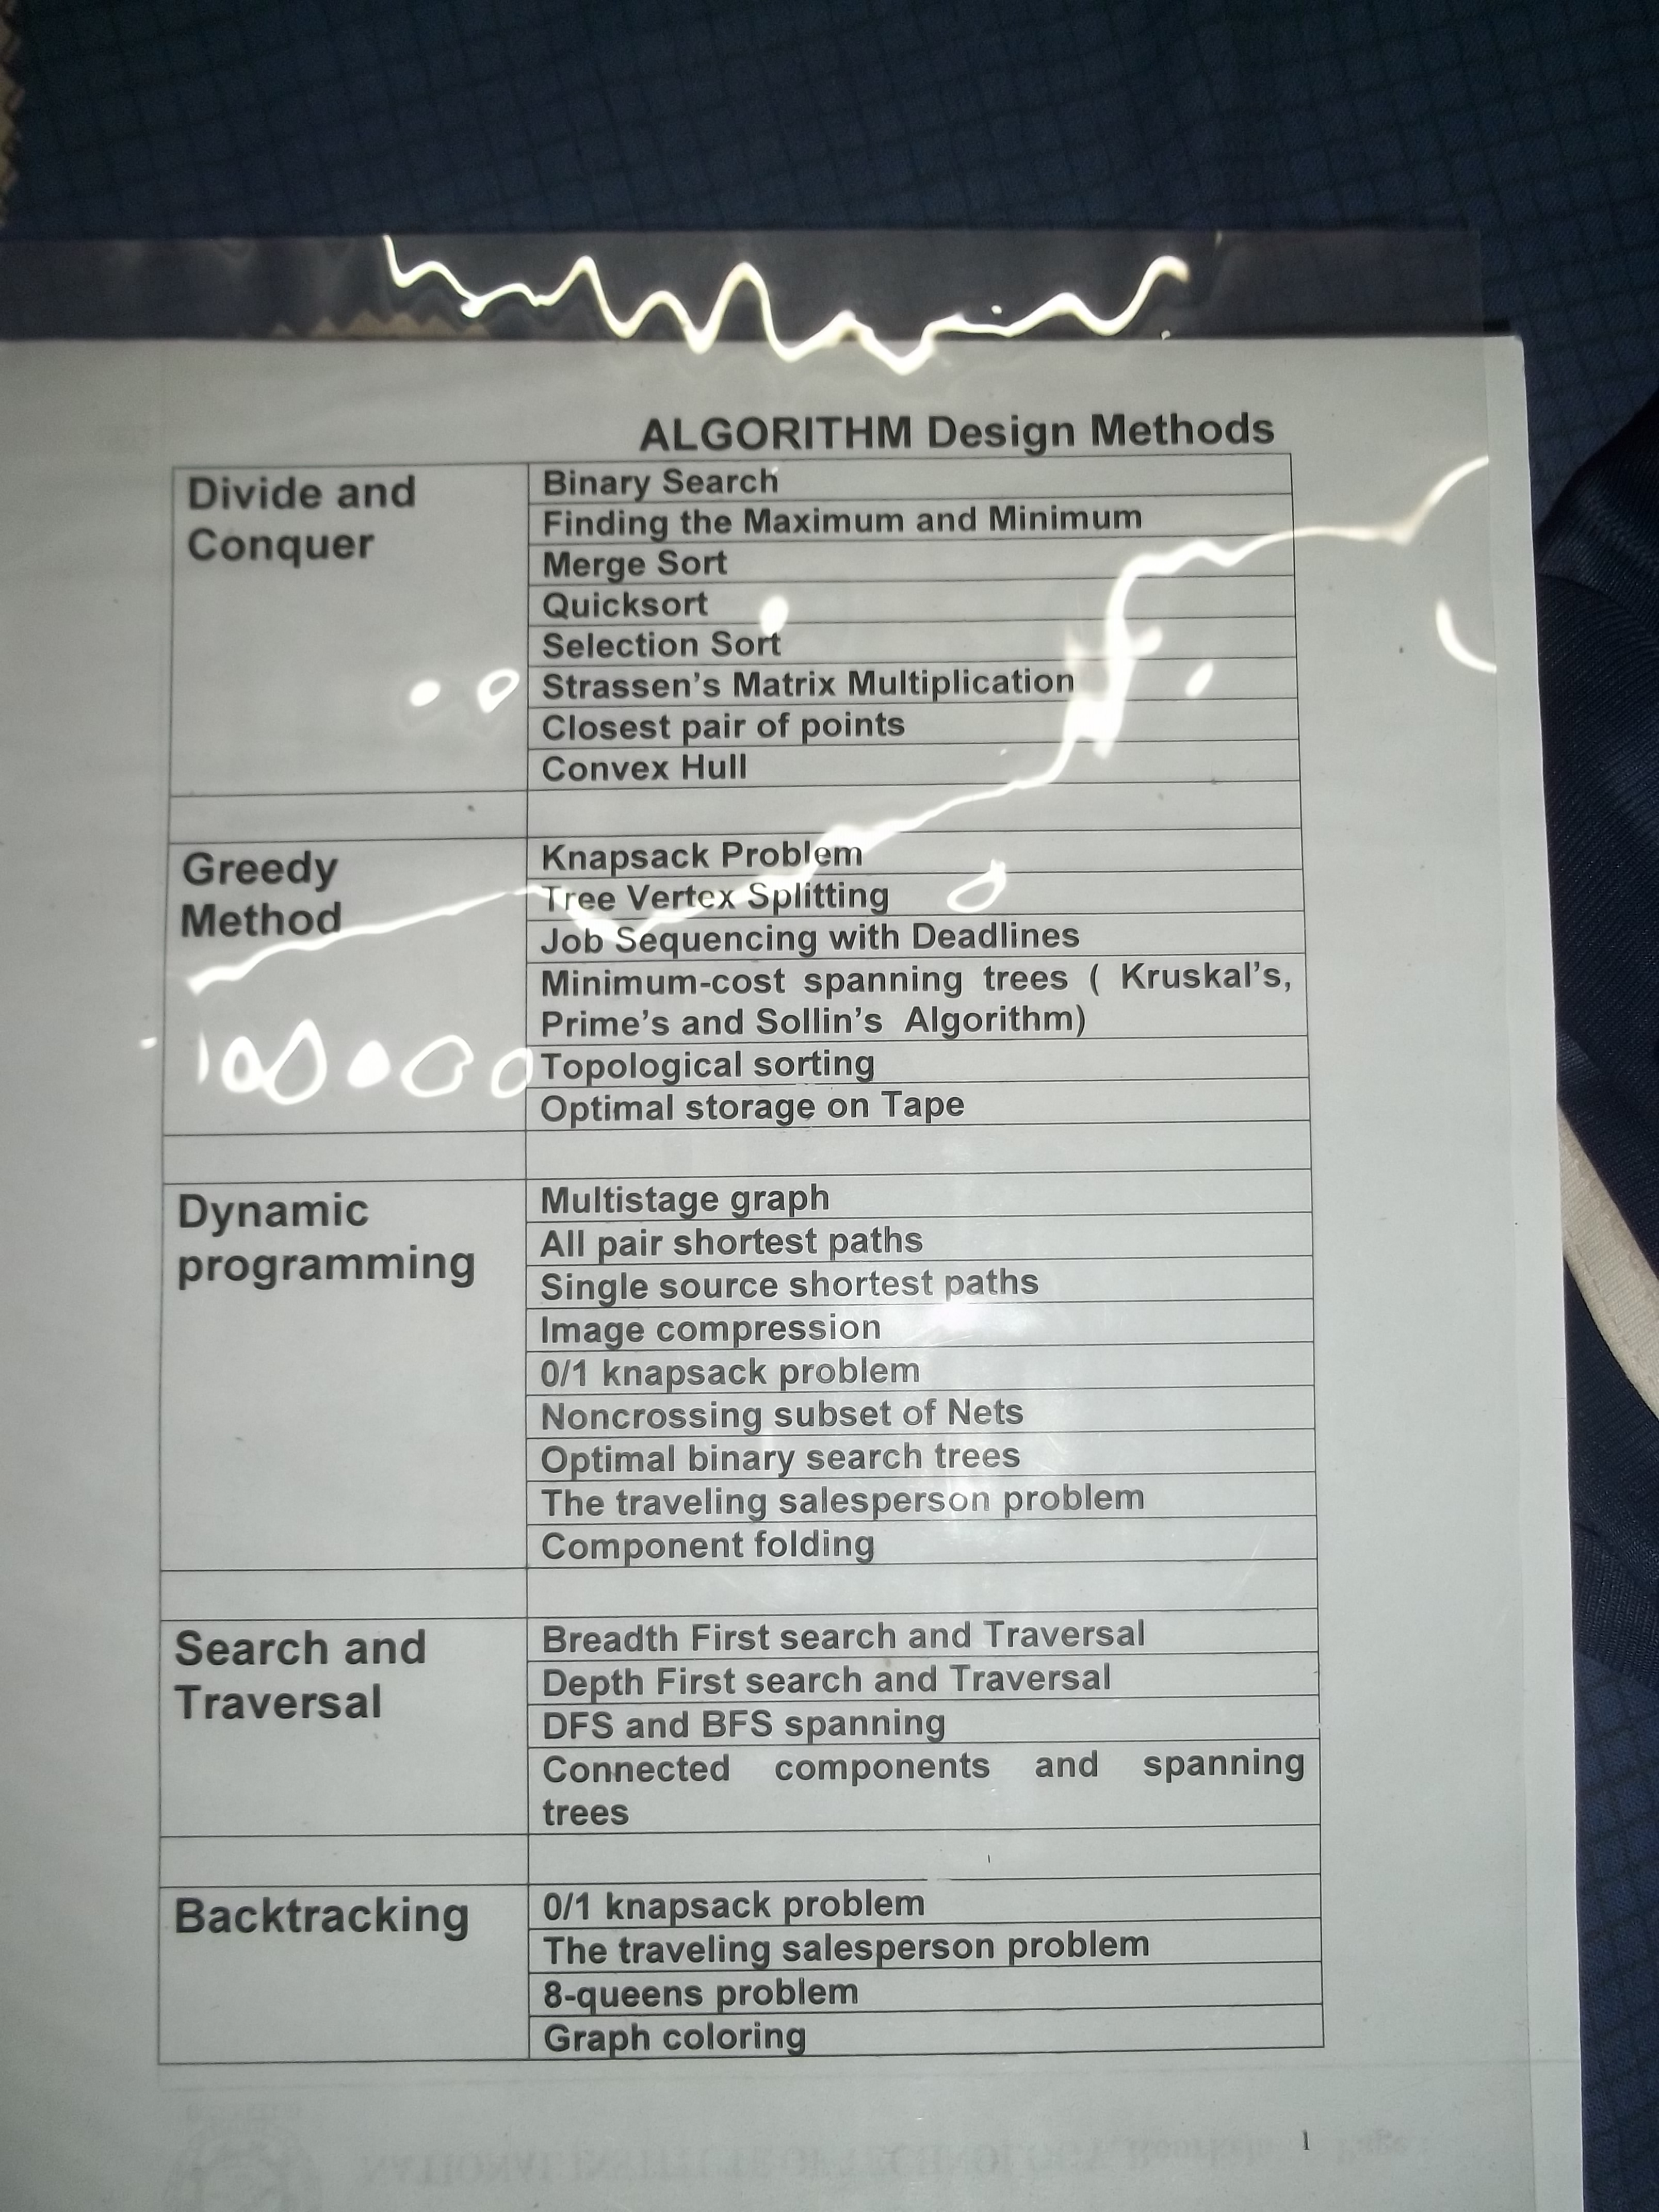 ALGORITHM Design Methods
Divide and
Conquer
Binary Search
Finding the Maximum and Minimum
Merge Sort
Quicksort
Selection Sort
Strassen's Matrix Multiplication
Closest pair of points
Convex Hull
Greedy
Method
Knapsack Problem
Tree Vertex Splitting
Job Sequencing with Deadlines
Minimum-cost spanning trees ( Kruskal's,
Prime's and Sollin's Algorithm)
Topological sorting
Optimal storage on Tape
Dynamic
programming
Multistage graph
All pair shortest paths
Single source shortest paths
Image compression
0/1 knapsack problem
Noncrossing subset of Nets
Optimal binary search trees
The traveling salesperson problem
Component folding
Search and
Traversal
Breadth First search and Traversal
Depth First search and Traversal
DFS and BFS spanning
Connected components and spanning
trees
Backtracking
0/1 knapsack problem
The traveling salesperson problem
8-queens problem
Graph coloring
1